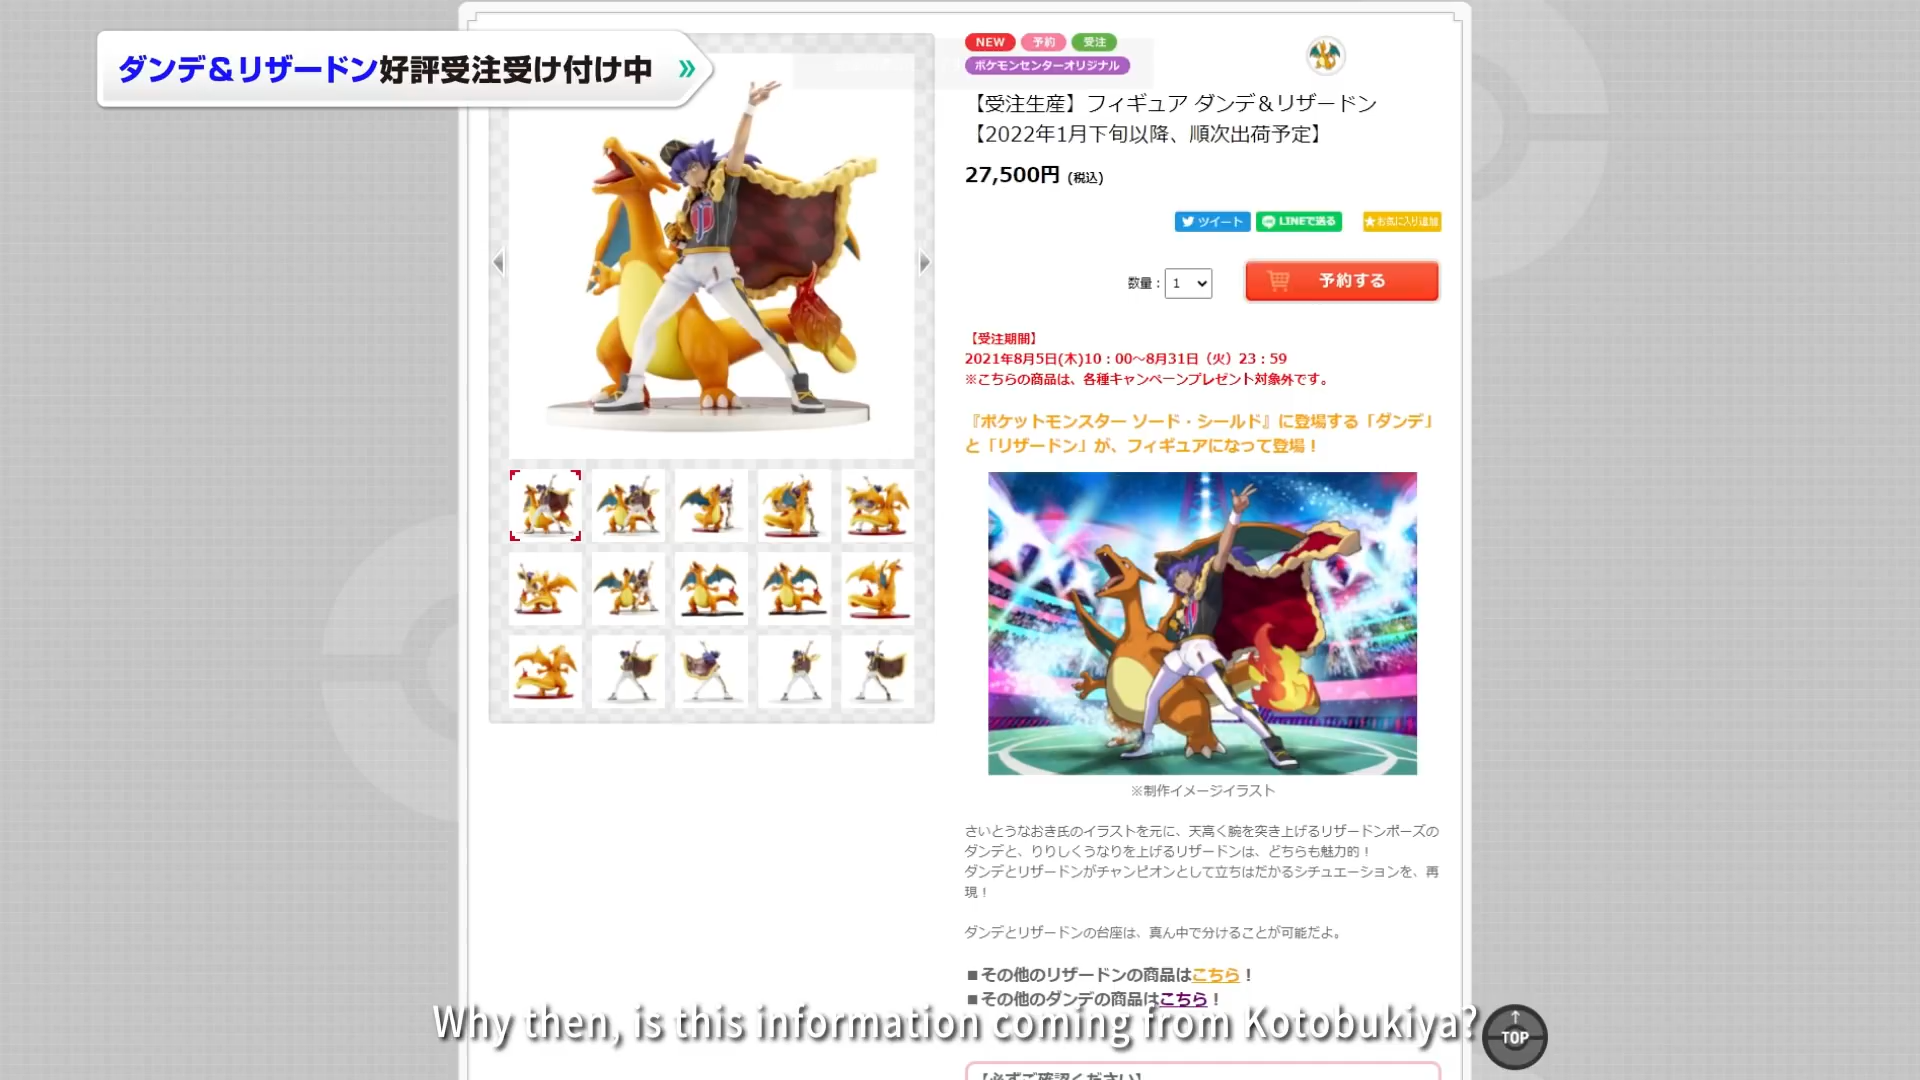 ダンデ&リザードン好評受注受け付け中
NEW 予約 受注
ポケモンセンターオリジナル
【受注生産】フィギュア ダンデ&リザードン
【2022年1月下旬以降、順次出荷予定】
27,500円 (税込)
ツイート LINEで送る ★お気に入り追加
数量： 1 予約する
【受注期間】
2021年8月5日(木)10：00～8月31日（火）23：59
※こちらの商品は、各種キャンペーンプレゼント対象外です。
『ポケットモンスター ソード・シールド』に登場する「ダンデ」
と「リザードン」が、フィギュアになって登場！
※制作イメージイラスト
さいとうなおき氏のイラストを元に、天高く腕を突き上げるリザードンポーズの
ダンデと、りりしくうなりを上げるリザードンは、どちらも魅力的！
ダンデとリザードンがチャンピオンとして立ちはだかるシチュエーションを、再
現！
ダンデとリザードンの台座は、真ん中で分けることが可能だよ。
■その他のリザードンの商品はこちら！
■その他のダンデの商品はこちら！
Why then, is this information coming from Kotobukiya?
↑
TOP
【必ずご確認ください】